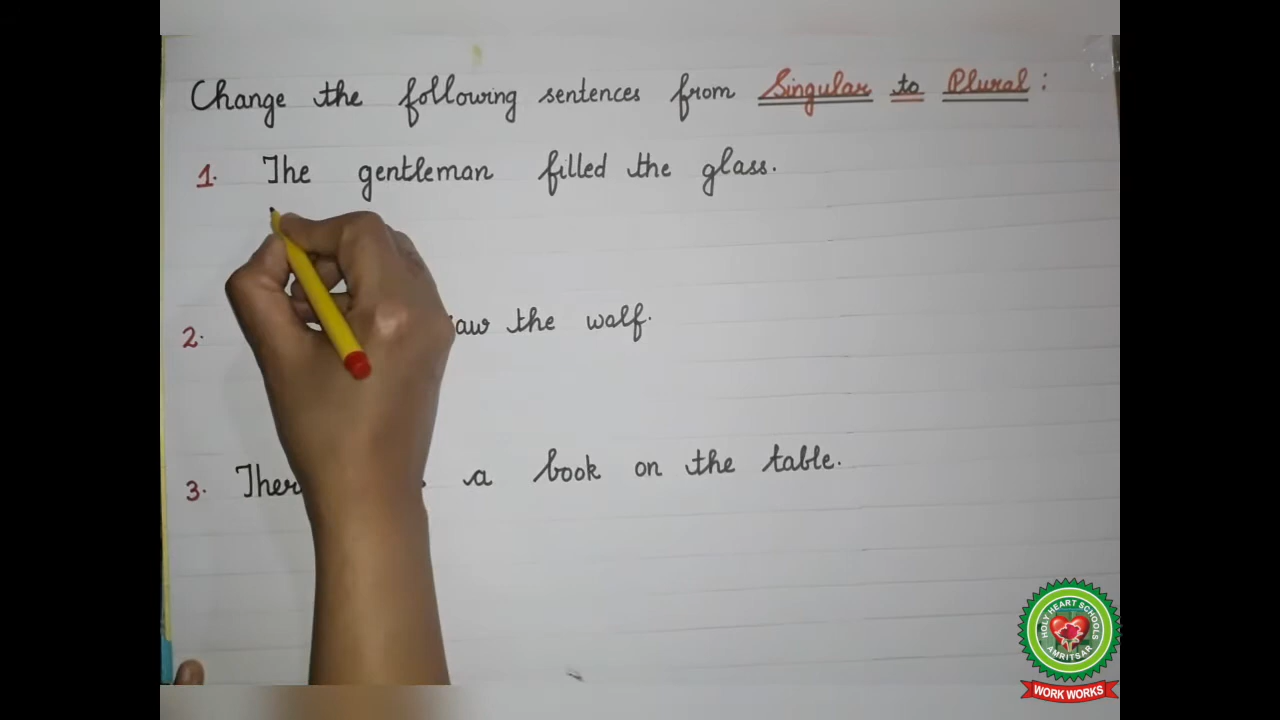 Change the following sentences from Singular to Plural :
1. The gentleman filled the glass.
2. the wolf.
3. a book on the table.
HOLY HEART SCHOOLS
AMRITSAR
WORK WORKS